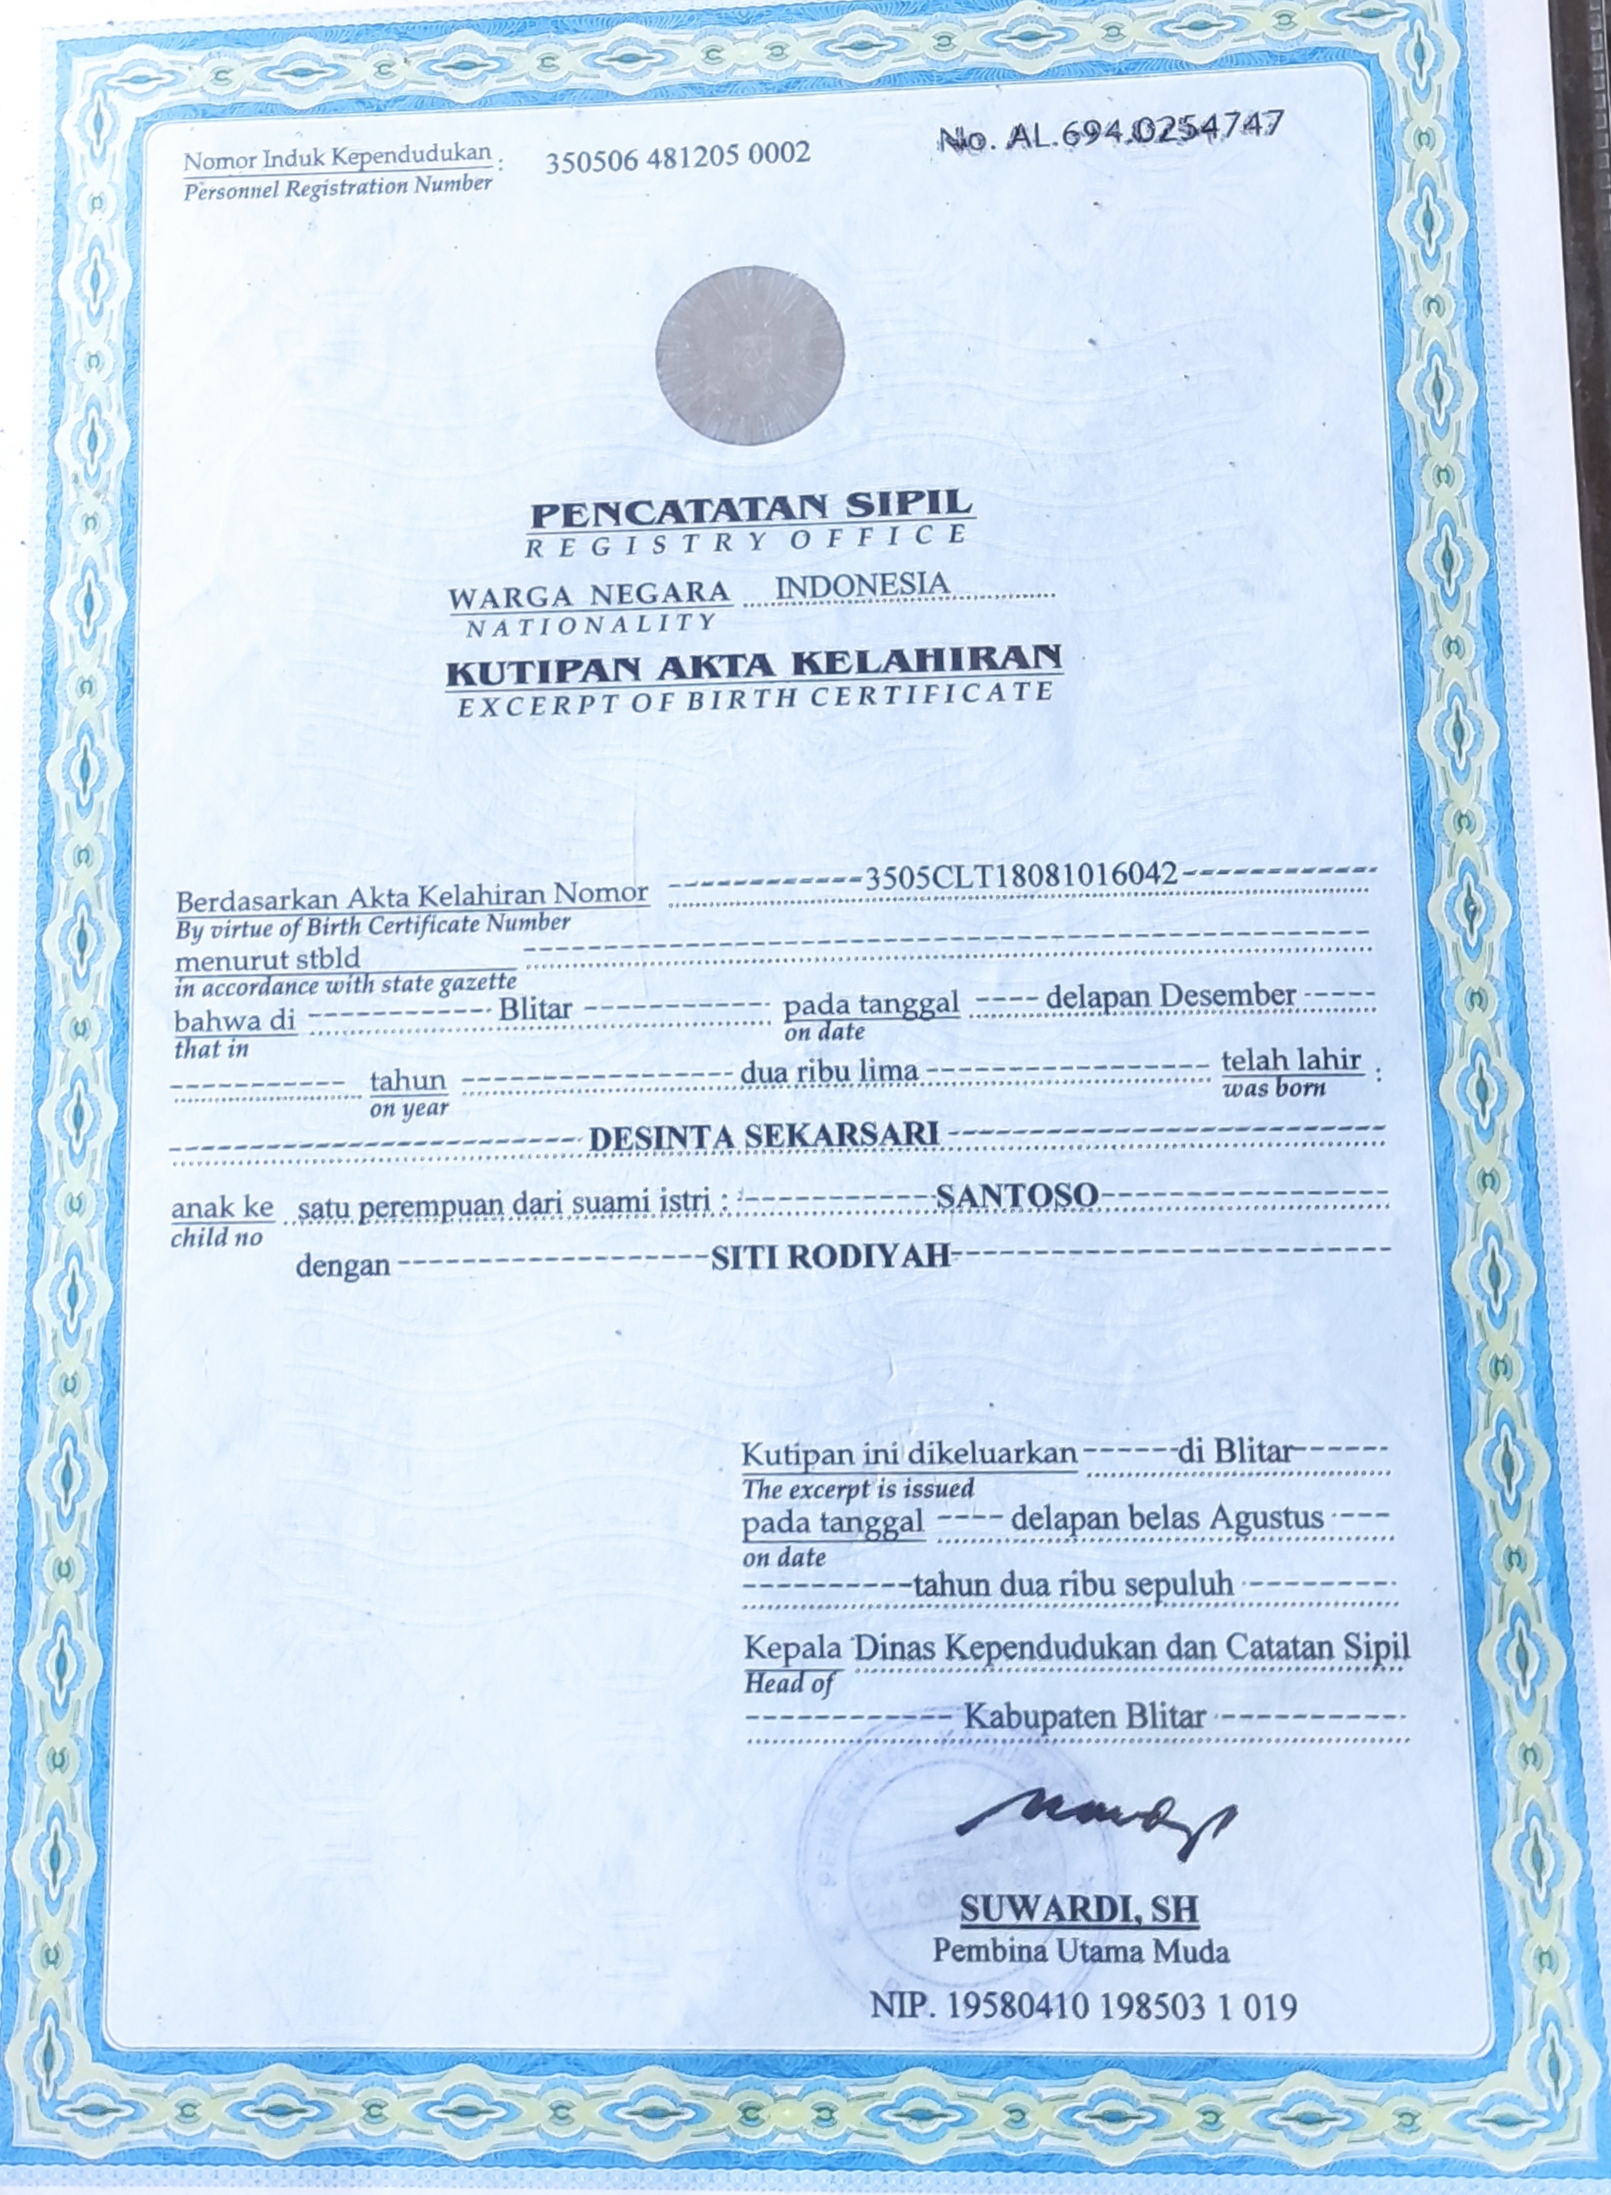 Nomor Induk Kependudukan : 350506 481205 0002
Personnel Registration Number
No. AL.694.0254747
PENCATATAN SIPIL
REGISTRY OFFICE
WARGA NEGARA INDONESIA
NATIONALITY
KUTIPAN AKTA KELAHIRAN
EXCERPT OF BIRTH CERTIFICATE
Berdasarkan Akta Kelahiran Nomor 3505CLT18081016042
By virtue of Birth Certificate Number
menurut stbld
in accordance with state gazette
bahwa di Blitar pada tanggal delapan Desember
that in on date
tahun dua ribu lima telah lahir :
on year was born
DESINTA SEKARSARI
anak ke satu perempuan dari suami istri : SANTOSO
child no
dengan SITI RODIYAH
Kutipan ini dikeluarkan di Blitar
The excerpt is issued
pada tanggal delapan belas Agustus
on date
tahun dua ribu sepuluh
Kepala Dinas Kependudukan dan Catatan Sipil
Head of
Kabupaten Blitar
SUWARDI, SH
Pembina Utama Muda
NIP. 19580410 198503 1 019